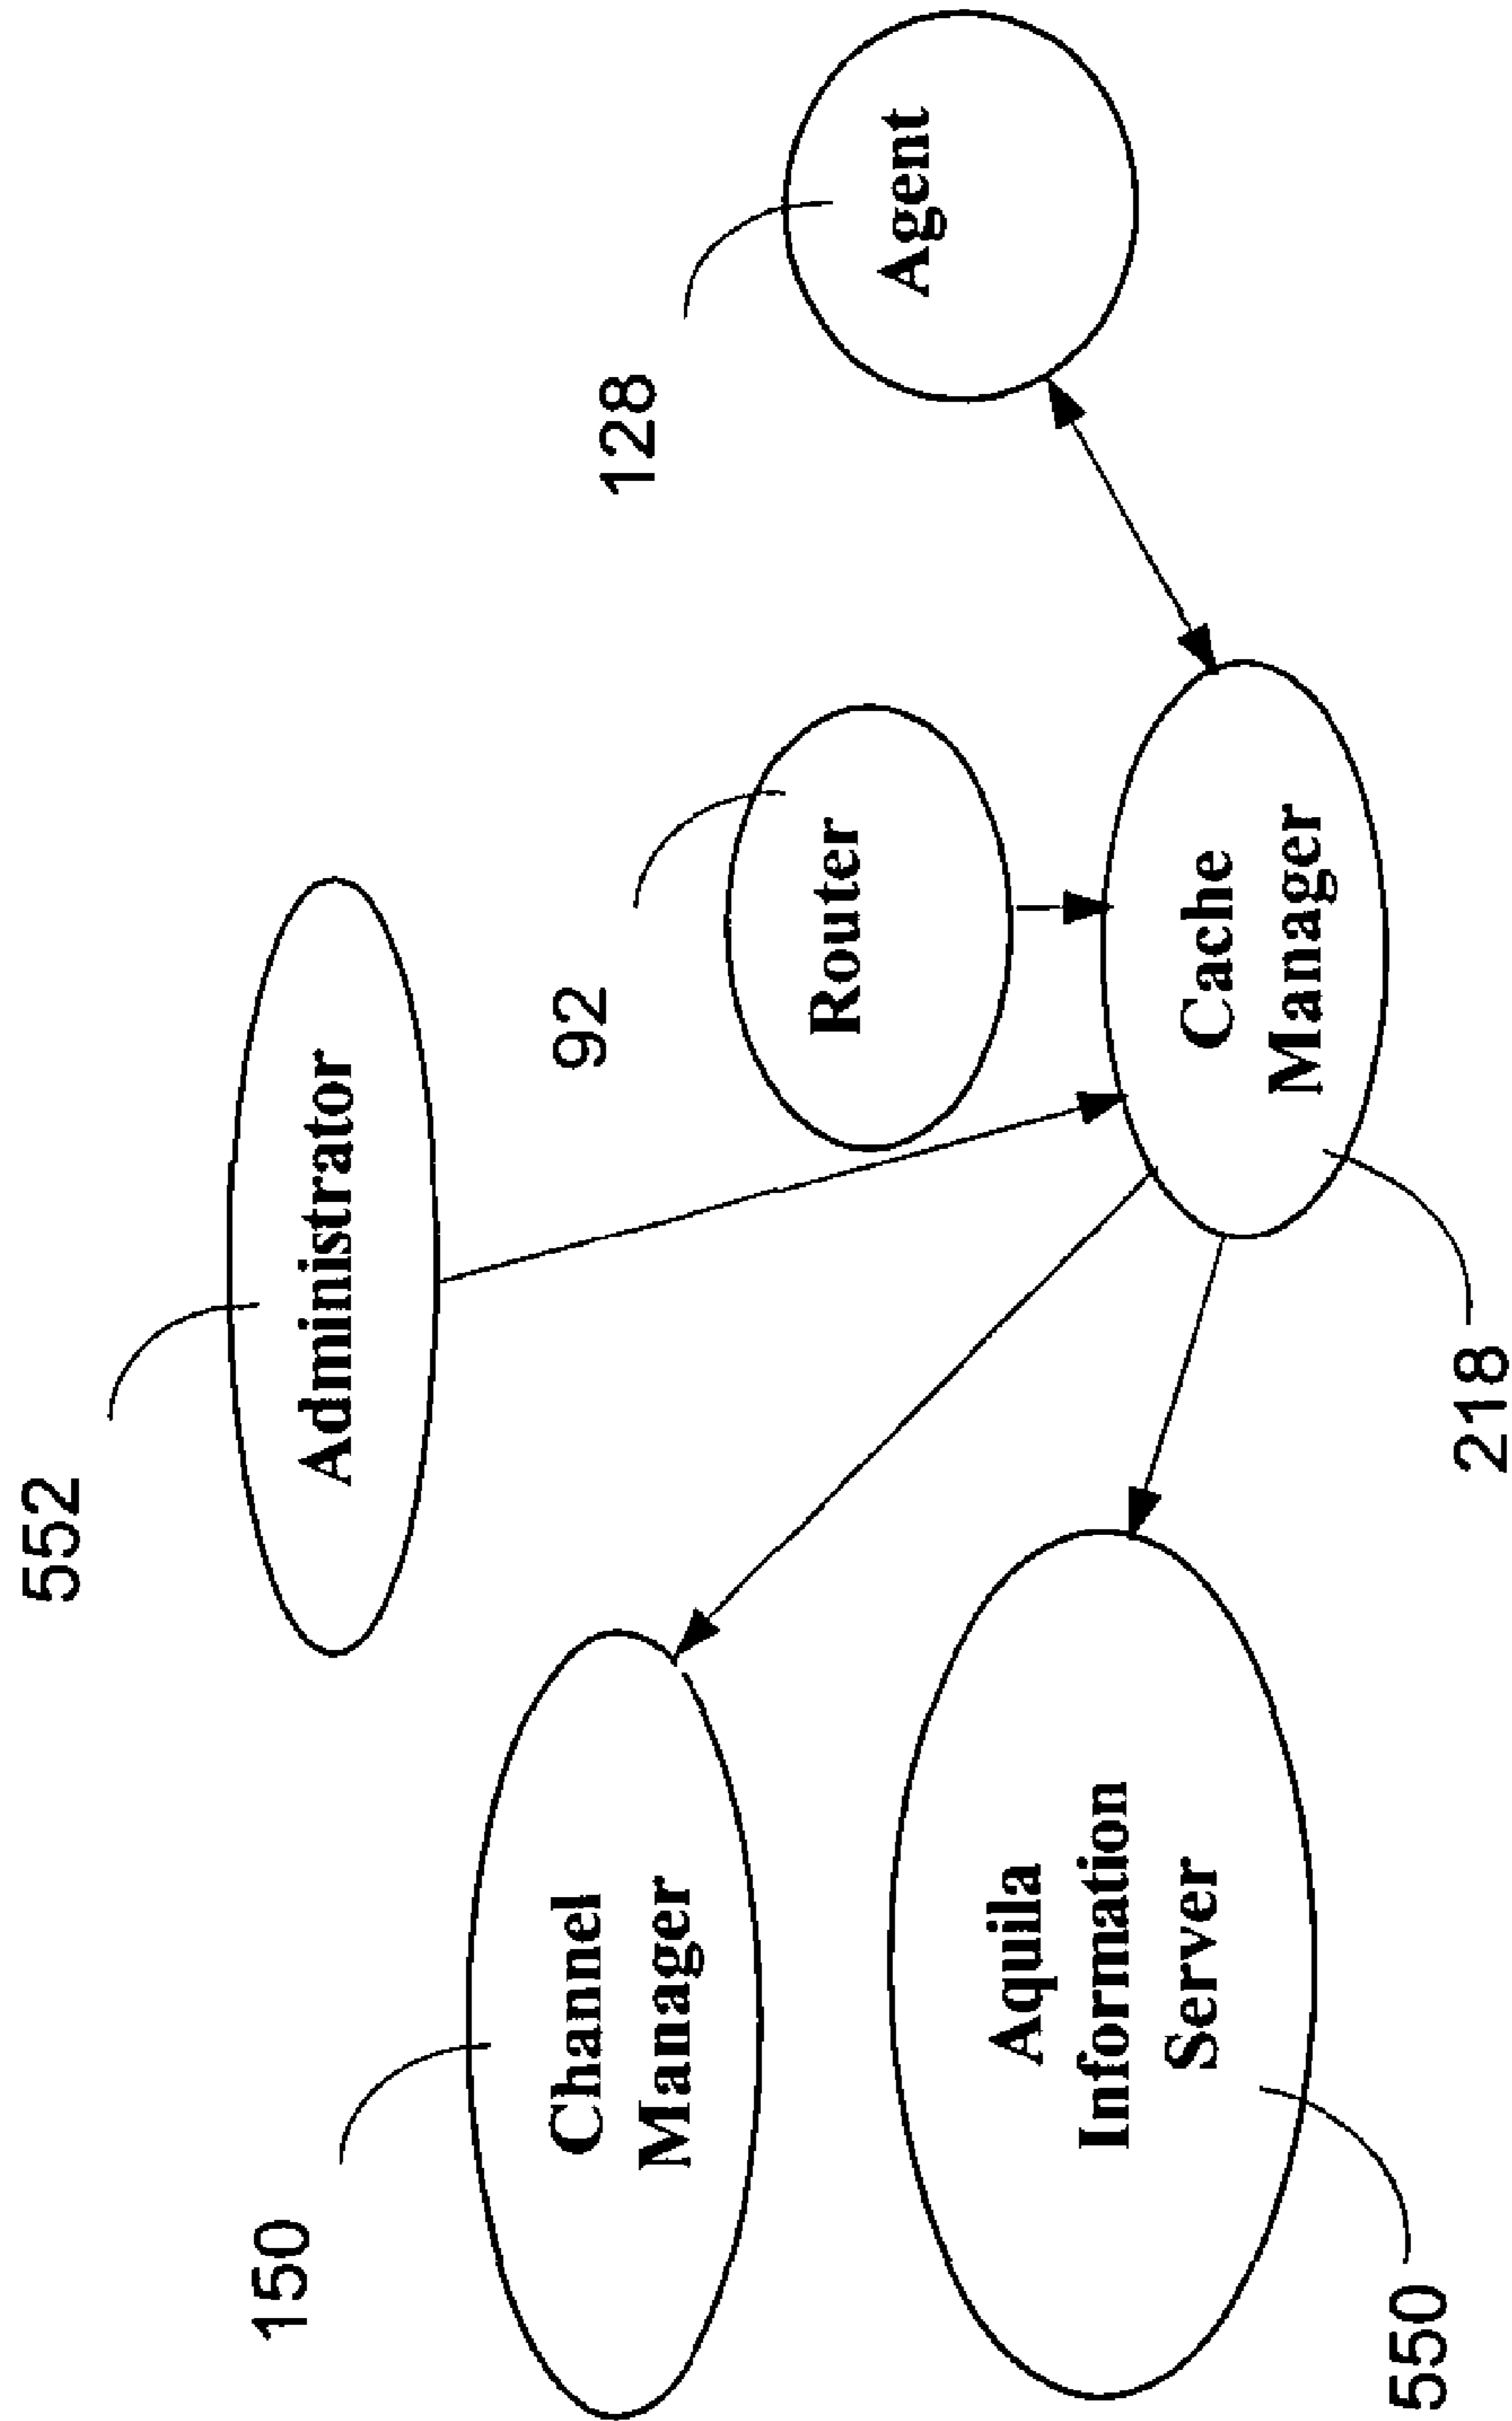 552
Administrator
150
Channel
Manager
92
Router
128
Agent
Aquila
Information
Server
550
Cache
Manager
218